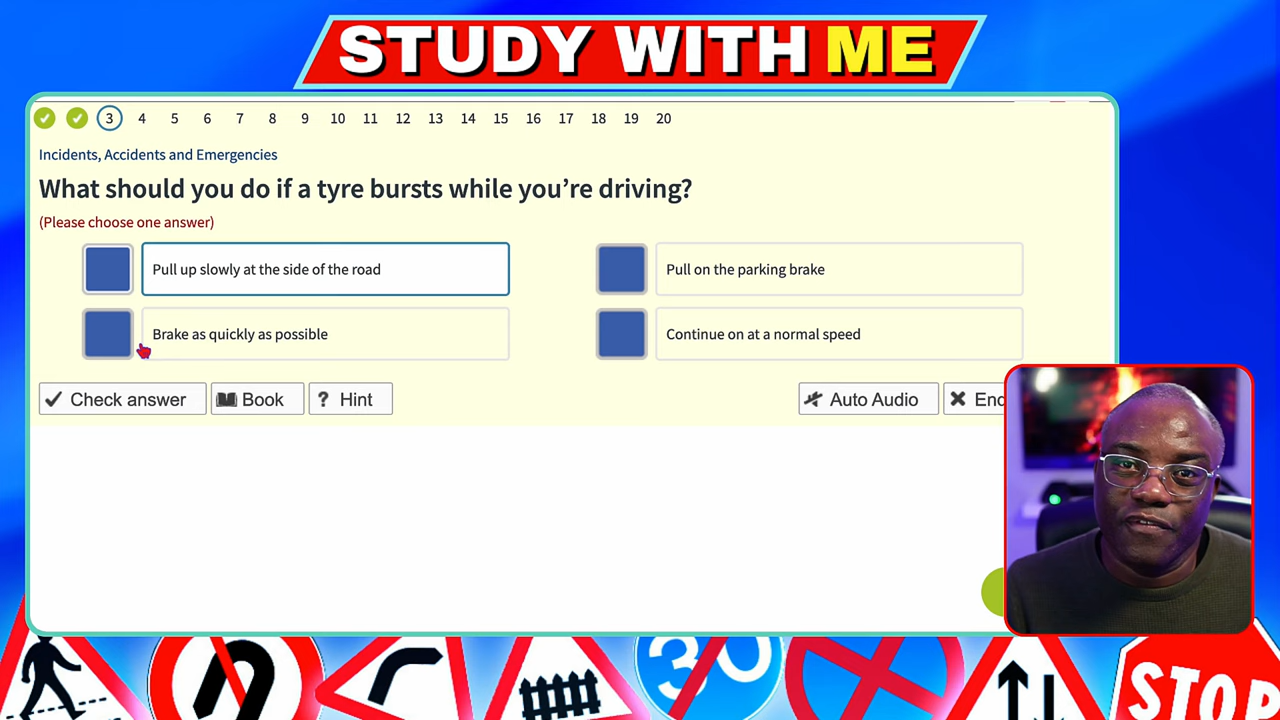 STUDY WITH ME
3 4 5 6 7 8 9 10 11 12 13 14 15 16 17 18 19 20
Incidents, Accidents and Emergencies
What should you do if a tyre bursts while you’re driving?
(Please choose one answer)
Pull up slowly at the side of the road
Pull on the parking brake
Brake as quickly as possible
Continue on at a normal speed
Check answer
Book
? Hint
Auto Audio
End
30
STOP